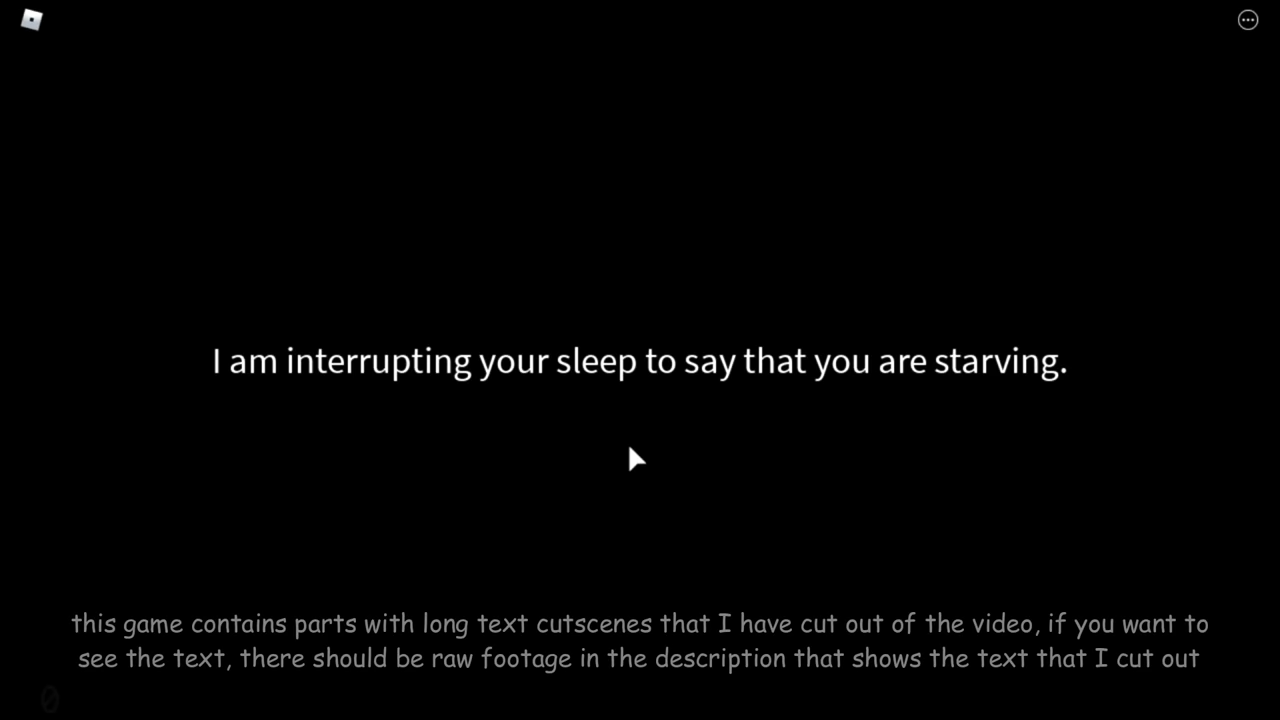 I am interrupting your sleep to say that you are starving.
this game contains parts with long text cutscenes that I have cut out of the video, if you want to
see the text, there should be raw footage in the description that shows the text that I cut out
0